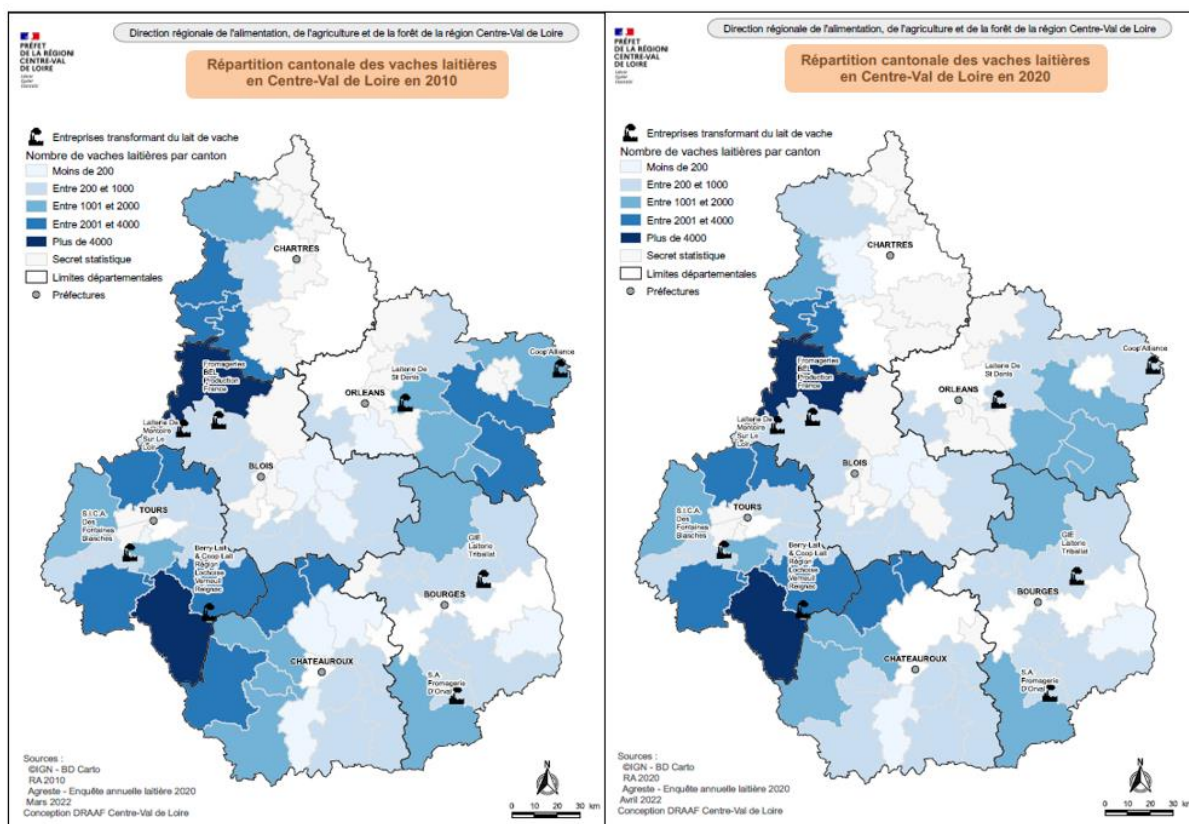 PRÉFET
DE LA RÉGION
CENTRE-VAL
DE LOIRE
Direction régionale de l'alimentation, de l'agriculture et de la forêt de la région Centre-Val de Loire
Répartition cantonale des vaches laitières
en Centre-Val de Loire en 2010
Entreprises transformant du lait de vache
Nombre de vaches laitières par canton
Moins de 200
Entre 200 et 1000
Entre 1001 et 2000
Entre 2001 et 4000
Plus de 4000
Secret statistique
Limites départementales
Préfectures
CHARTRES
Fromageries
BEL
Production
France
Laiterie De
St Denis
Coop'Alliance
ORLEANS
Laiterie De
Montoire
Sur Le
Loir
BLOIS
S.I.C.A.
Des
Fontaines
Blanches
TOURS
Berry-Lait
& Coop Lait
Région
Lochoise
Verneuil
Reignac
GIE
Laiterie
Triballat
BOURGES
CHATEAUROUX
S.A.
Fromagerie
D'Orval
Sources :
©IGN - BD Carto
RA 2010
Agreste - Enquête annuelle laitière 2020
Mars 2022
Conception DRAAF Centre-Val de Loire
N
0 10 20 30 km
PRÉFET
DE LA RÉGION
CENTRE-VAL
DE LOIRE
Direction régionale de l'alimentation, de l'agriculture et de la forêt de la région Centre-Val de Loire
Répartition cantonale des vaches laitières
en Centre-Val de Loire en 2020
Entreprises transformant du lait de vache
Nombre de vaches laitières par canton
Moins de 200
Entre 200 et 1000
Entre 1001 et 2000
Entre 2001 et 4000
Plus de 4000
Secret statistique
Limites départementales
Préfectures
CHARTRES
Fromageries
BEL
Production
France
Laiterie De
St Denis
Coop'Alliance
ORLEANS
Laiterie De
Montoire
Sur Le
Loir
BLOIS
S.I.C.A.
Des
Fontaines
Blanches
TOURS
Berry-Lait
& Coop Lait
Région
Lochoise
Verneuil
Reignac
GIE
Laiterie
Triballat
BOURGES
CHATEAUROUX
S.A.
Fromagerie
D'Orval
Sources :
©IGN - BD Carto
RA 2020
Agreste - Enquête annuelle laitière 2020
Avril 2022
Conception DRAAF Centre-Val de Loire
N
0 10 20 30 km